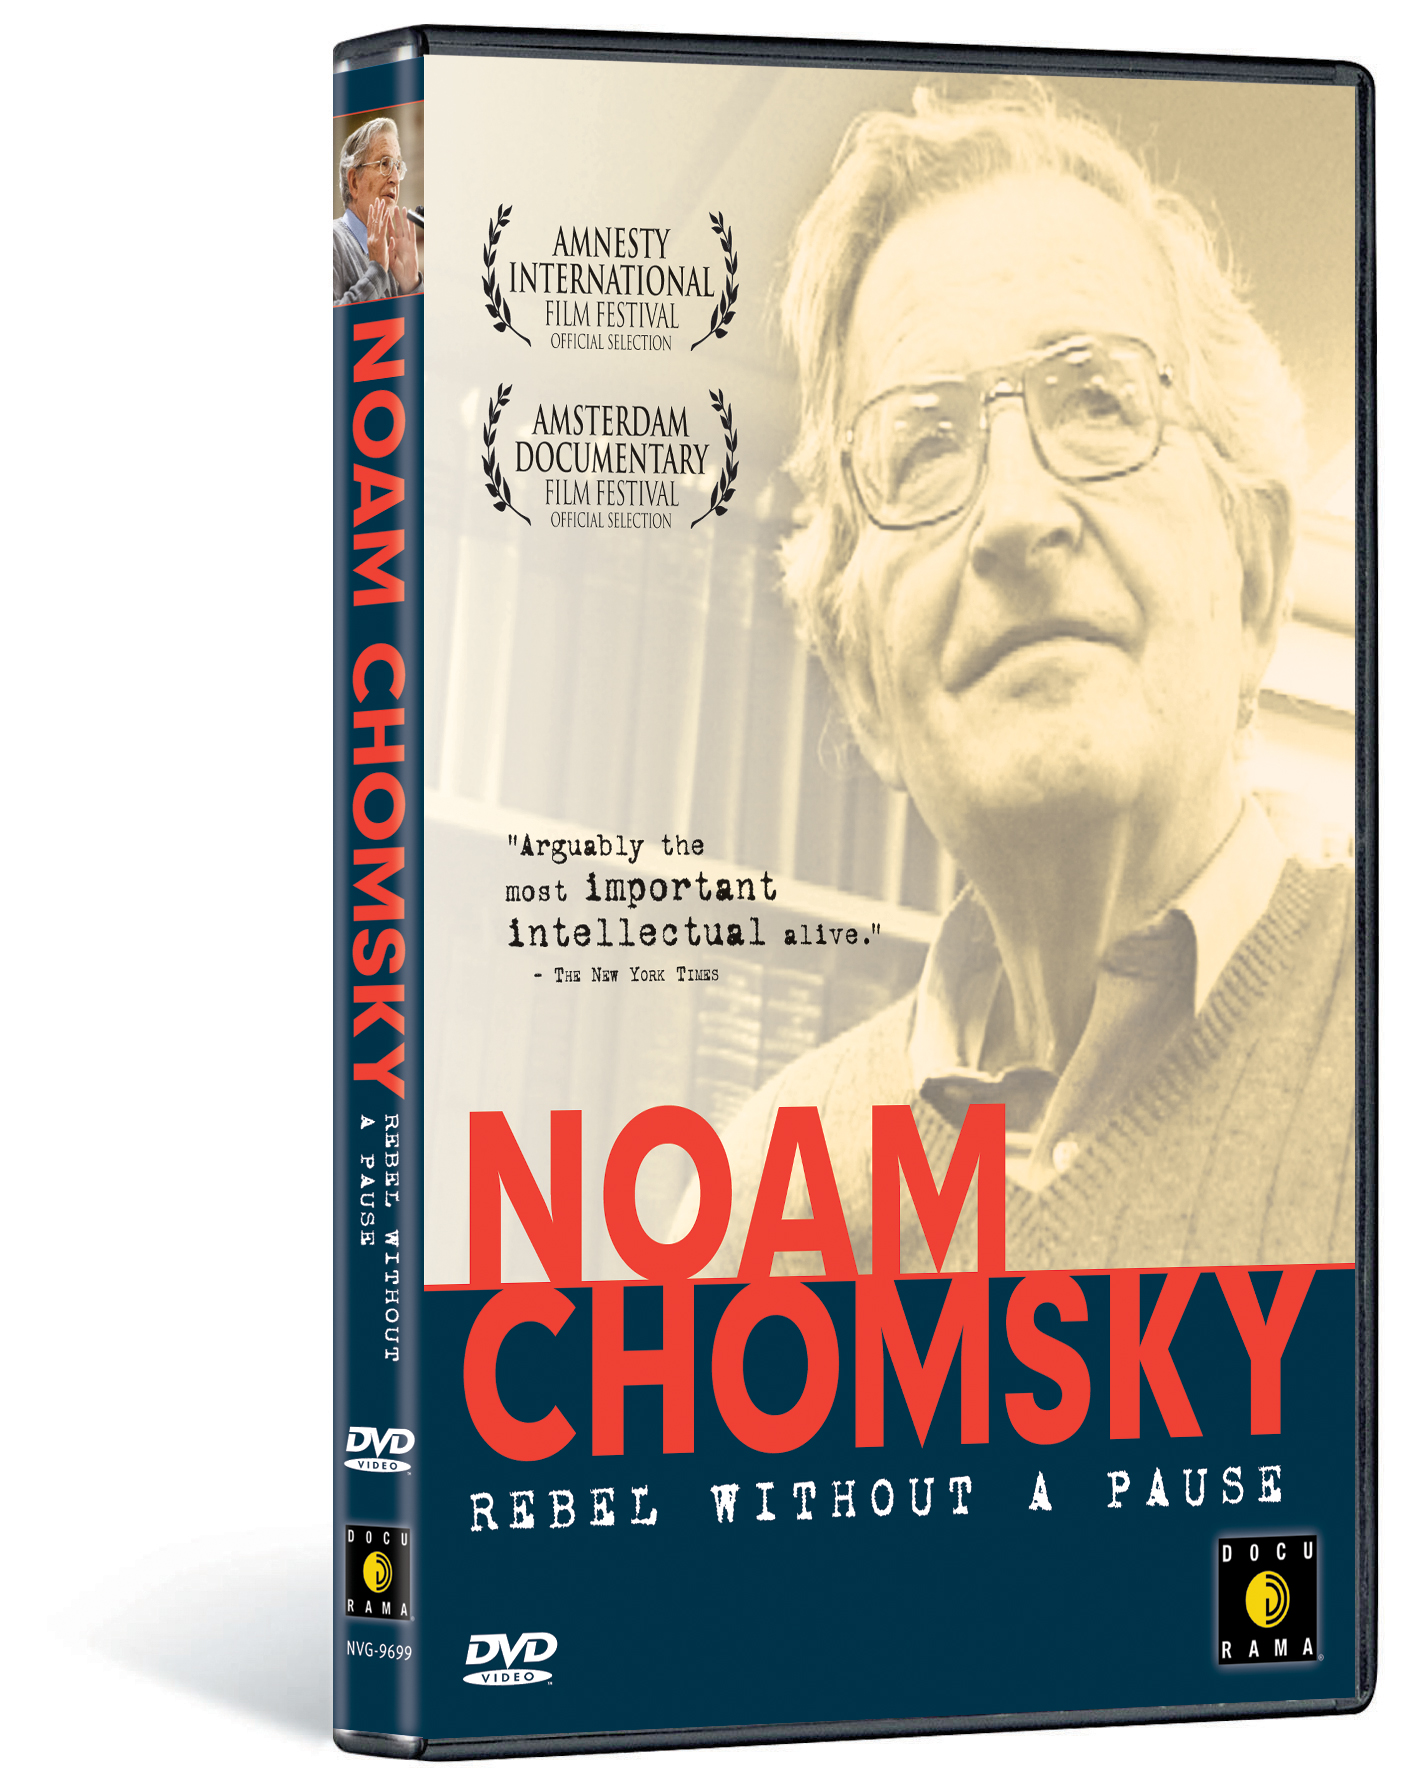 NOAM CHOMSKY
REBEL WITHOUT
A PAUSE
DVD
VIDEO
DOCU
RAMA
NVG-9699
AMNESTY
INTERNATIONAL
FILM FESTIVAL
OFFICIAL SELECTION
AMSTERDAM
DOCUMENTARY
FILM FESTIVAL
OFFICIAL SELECTION
"Arguably the
most important
intellectual alive."
- THE NEW YORK TIMES
NOAM
CHOMSKY
REBEL WITHOUT A PAUSE
DVD
VIDEO
DOCU
RAMA